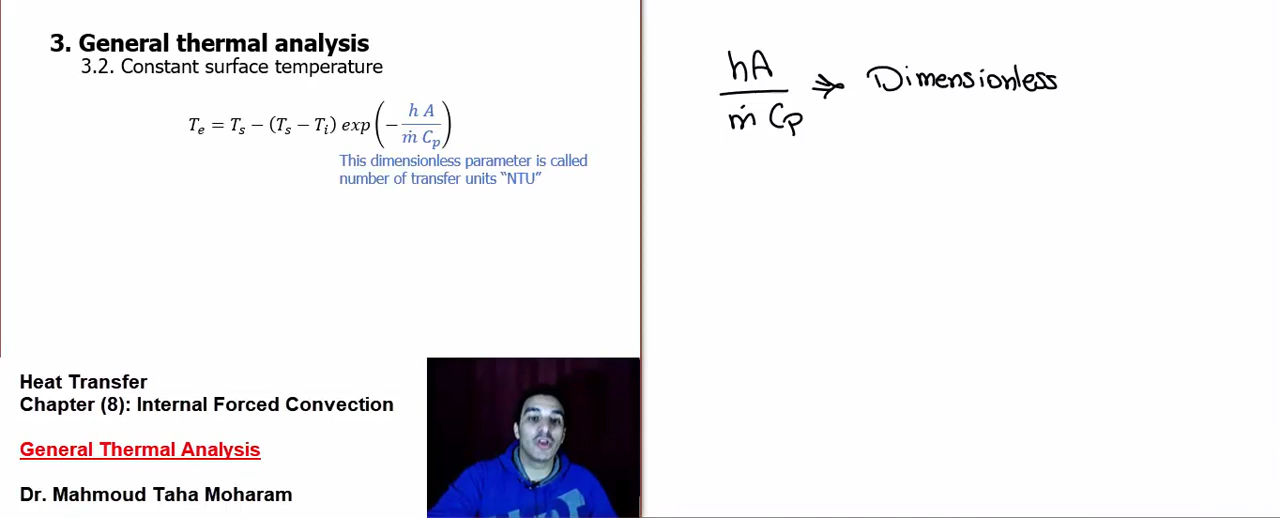 3. General thermal analysis
3.2. Constant surface temperature
Tₑ = Tₛ − (Tₛ − Tᵢ) exp(− h A / ṁ Cₚ)
This dimensionless parameter is called
number of transfer units “NTU”
hA / ṁ Cₚ ⇒ Dimensionless
Heat Transfer
Chapter (8): Internal Forced Convection
General Thermal Analysis
Dr. Mahmoud Taha Moharam